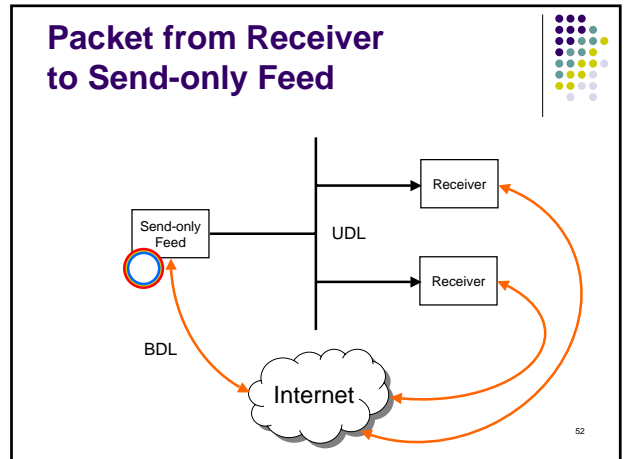 Packet from Receiver
to Send-only Feed
Receiver
Send-only
Feed
UDL
Receiver
BDL
Internet
52